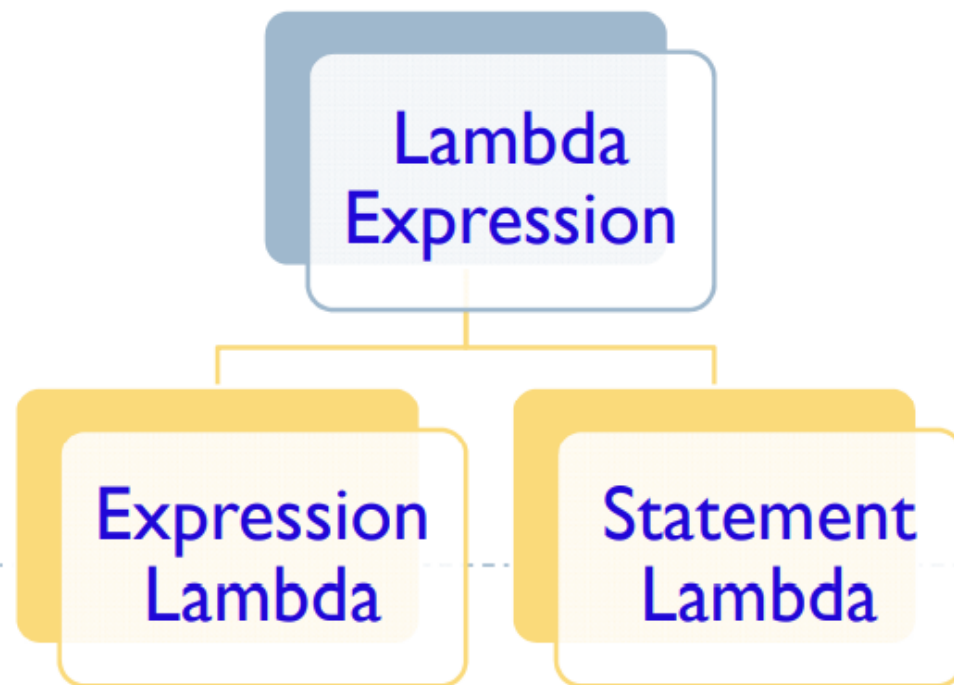 Lambda
Expression
Expression
Lambda
Statement
Lambda